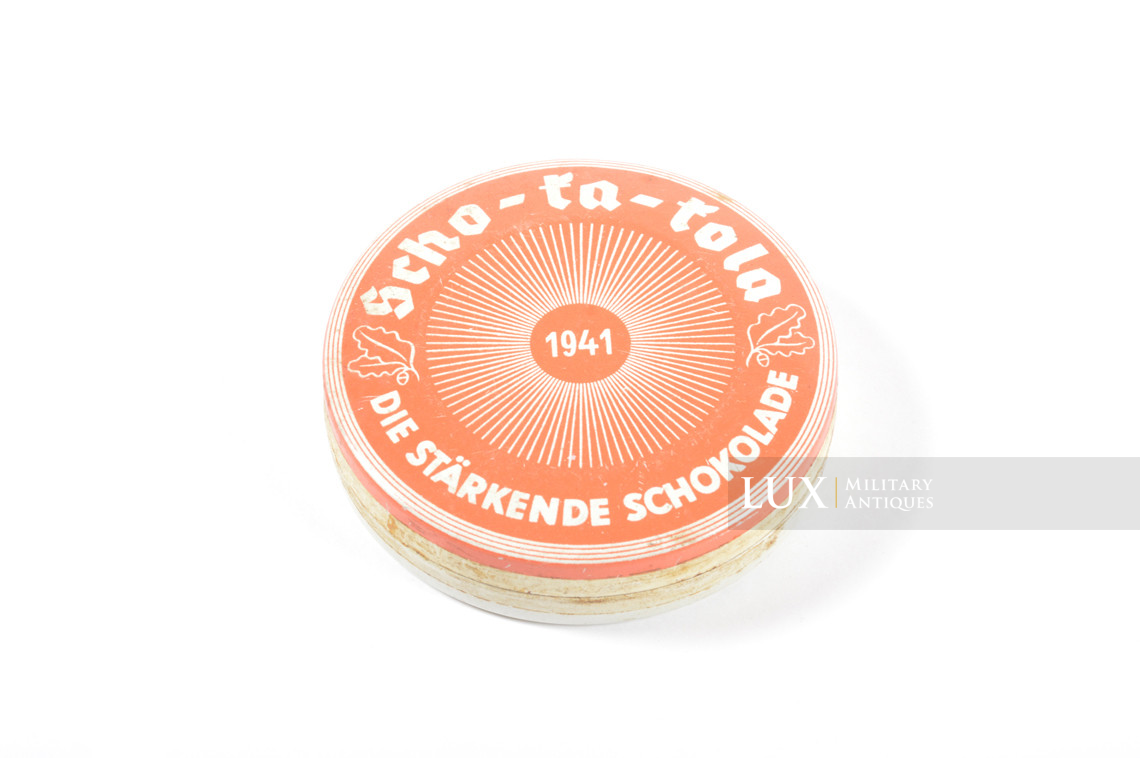 Scho-ka-kola
1941
DIE STÄRKENDE SCHOKOLADE
LUX MILITARY ANTIQUES